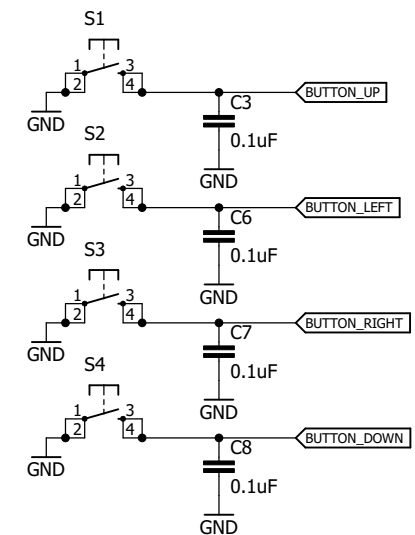 S1
1 3
2 4
BUTTON_UP
C3
GND
0.1uF
GND
S2
1 3
2 4
BUTTON_LEFT
C6
GND
0.1uF
GND
S3
1 3
2 4
BUTTON_RIGHT
C7
GND
0.1uF
GND
S4
1 3
2 4
BUTTON_DOWN
C8
GND
0.1uF
GND